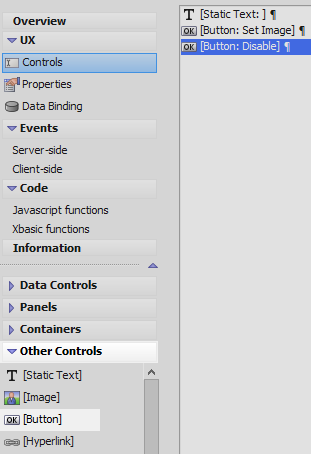 Overview
UX
Controls
Properties
Data Binding
Events
Server-side
Client-side
Code
Javascript functions
Xbasic functions
Information
Data Controls
Panels
Containers
Other Controls
T [Static Text]
[Image]
OK [Button]
[Hyperlink]
T [Static Text: ] ¶
OK [Button: Set Image] ¶
OK [Button: Disable] ¶